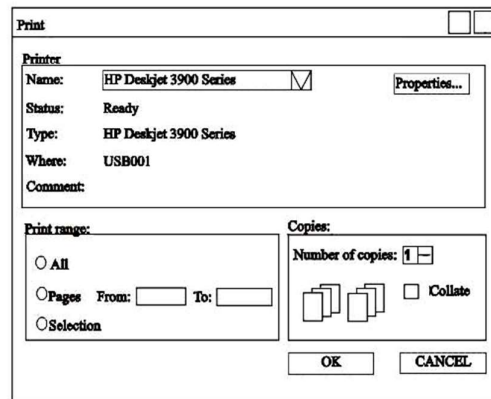 Print
Printer
Name: HP Deskjet 3900 Series Properties...
Status: Ready
Type: HP Deskjet 3900 Series
Where: USB001
Comment:
Print range:
All
Pages From: To:
Selection
Copies:
Number of copies: 1
Collate
OK CANCEL